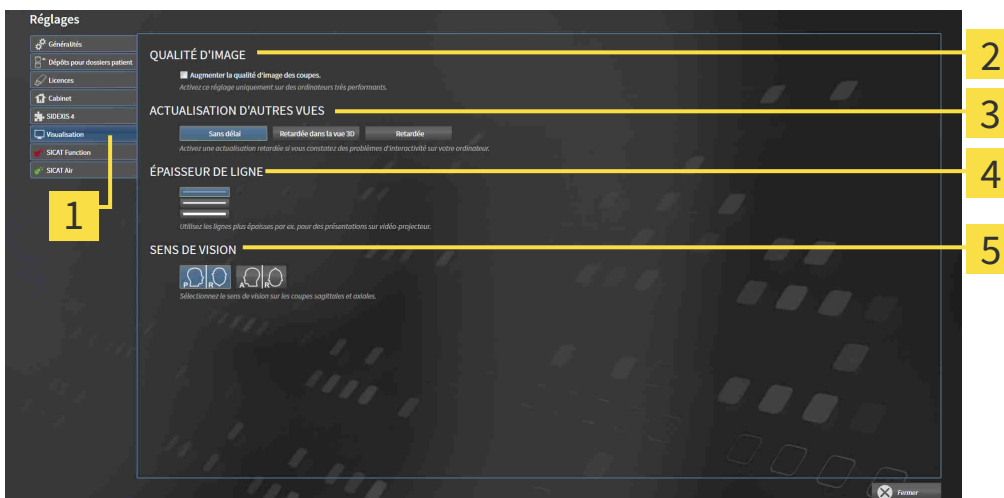 Réglages
Généralités
Dépôts pour dossiers patient
Licences
Cabinet
SIDEXIS 4
Visualisation
SICAT Function
SICAT Air
1
QUALITÉ D'IMAGE
2
Augmenter la qualité d'image des coupes.
Activez ce réglage uniquement sur des ordinateurs très performants.
ACTUALISATION D'AUTRES VUES
3
Sans délai Retardée dans la vue 3D Retardée
Activez une actualisation retardée si vous constatez des problèmes d'interactivité sur votre ordinateur.
ÉPAISSEUR DE LIGNE
4
Utilisez les lignes plus épaisses par ex. pour des présentations sur vidéo-projecteur.
SENS DE VISION
5
P R A R
Sélectionnez le sens de vision sur les coupes sagittales et axiales.
Fermer